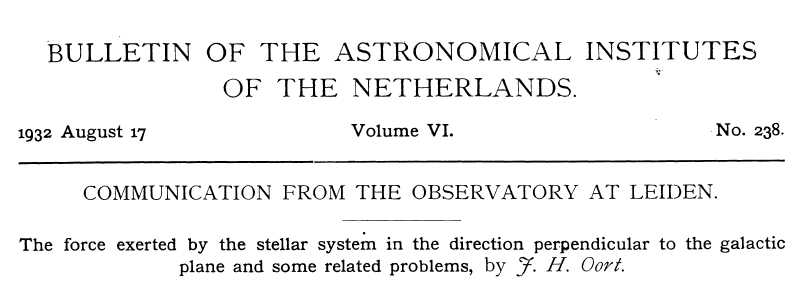 BULLETIN OF THE ASTRONOMICAL INSTITUTES
OF THE NETHERLANDS.
1932 August 17 Volume VI. No. 238.
COMMUNICATION FROM THE OBSERVATORY AT LEIDEN.
The force exerted by the stellar system in the direction perpendicular to the galactic
plane and some related problems, by J. H. Oort.